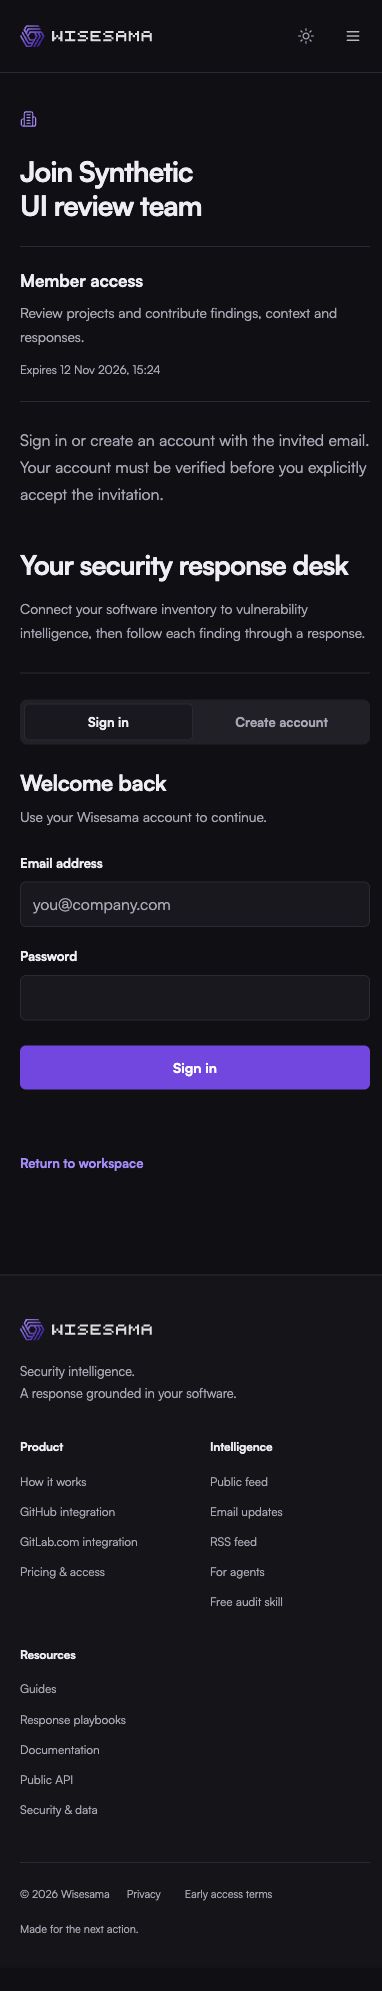 WISESAMA
Join Synthetic
UI review team
Member access
Review projects and contribute findings, context and
responses.
Expires 12 Nov 2026, 15:24
Sign in or create an account with the invited email.
Your account must be verified before you explicitly
accept the invitation.
Your security response desk
Connect your software inventory to vulnerability
intelligence, then follow each finding through a response.
Sign in
Create account
Welcome back
Use your Wisesama account to continue.
Email address
you@company.com
Password
Sign in
Return to workspace
WISESAMA
Security intelligence.
A response grounded in your software.
Product
How it works
GitHub integration
GitLab.com integration
Pricing & access
Intelligence
Public feed
Email updates
RSS feed
For agents
Free audit skill
Resources
Guides
Response playbooks
Documentation
Public API
Security & data
© 2026 Wisesama
Privacy
Early access terms
Made for the next action.